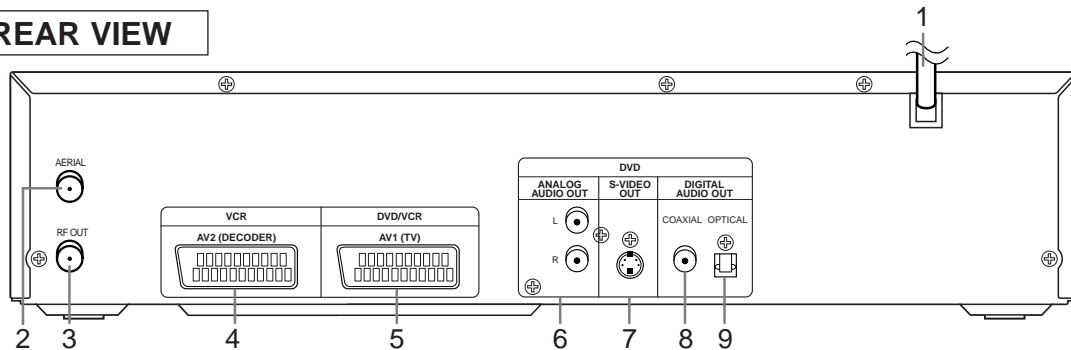 REAR VIEW
1
AERIAL
RF OUT
VCR
AV2 (DECODER)
DVD/VCR
AV1 (TV)
DVD
ANALOG
AUDIO OUT
L
R
S-VIDEO
OUT
DIGITAL
AUDIO OUT
COAXIAL OPTICAL
2 3 4 5 6 7 8 9